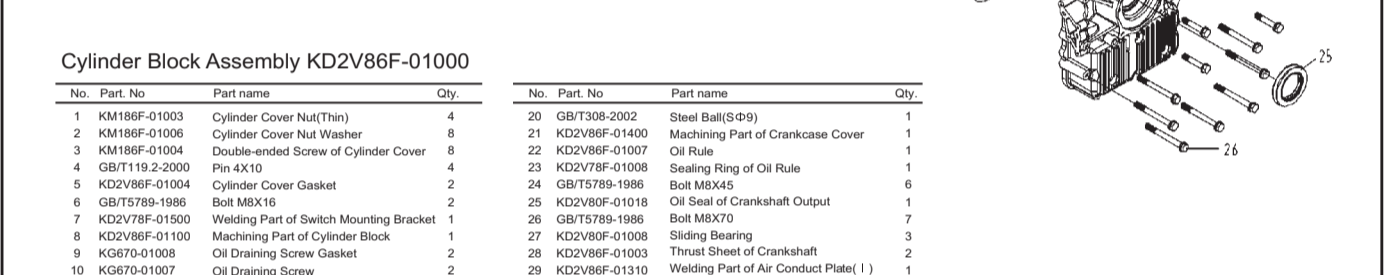 Cylinder Block Assembly KD2V86F-01000
No. Part. No Part name Qty.
1 KM186F-01003 Cylinder Cover Nut(Thin) 4
2 KM186F-01006 Cylinder Cover Nut Washer 8
3 KM186F-01004 Double-ended Screw of Cylinder Cover 8
4 GB/T119.2-2000 Pin 4X10 4
5 KD2V86F-01004 Cylinder Cover Gasket 2
6 GB/T5789-1986 Bolt M8X16 2
7 KD2V78F-01500 Welding Part of Switch Mounting Bracket 1
8 KD2V86F-01100 Machining Part of Cylinder Block 1
9 KG670-01008 Oil Draining Screw Gasket 2
10 KG670-01007 Oil Draining Screw 2
No. Part. No Part name Qty.
20 GB/T308-2002 Steel Ball(SΦ9) 1
21 KD2V86F-01400 Machining Part of Crankcase Cover 1
22 KD2V86F-01007 Oil Rule 1
23 KD2V78F-01008 Sealing Ring of Oil Rule 1
24 GB/T5789-1986 Bolt M8X45 6
25 KD2V80F-01018 Oil Seal of Crankshaft Output 1
26 GB/T5789-1986 Bolt M8X70 7
27 KD2V80F-01008 Sliding Bearing 3
28 KD2V86F-01003 Thrust Sheet of Crankshaft 2
29 KD2V86F-01310 Welding Part of Air Conduct Plate( I ) 1
25
26